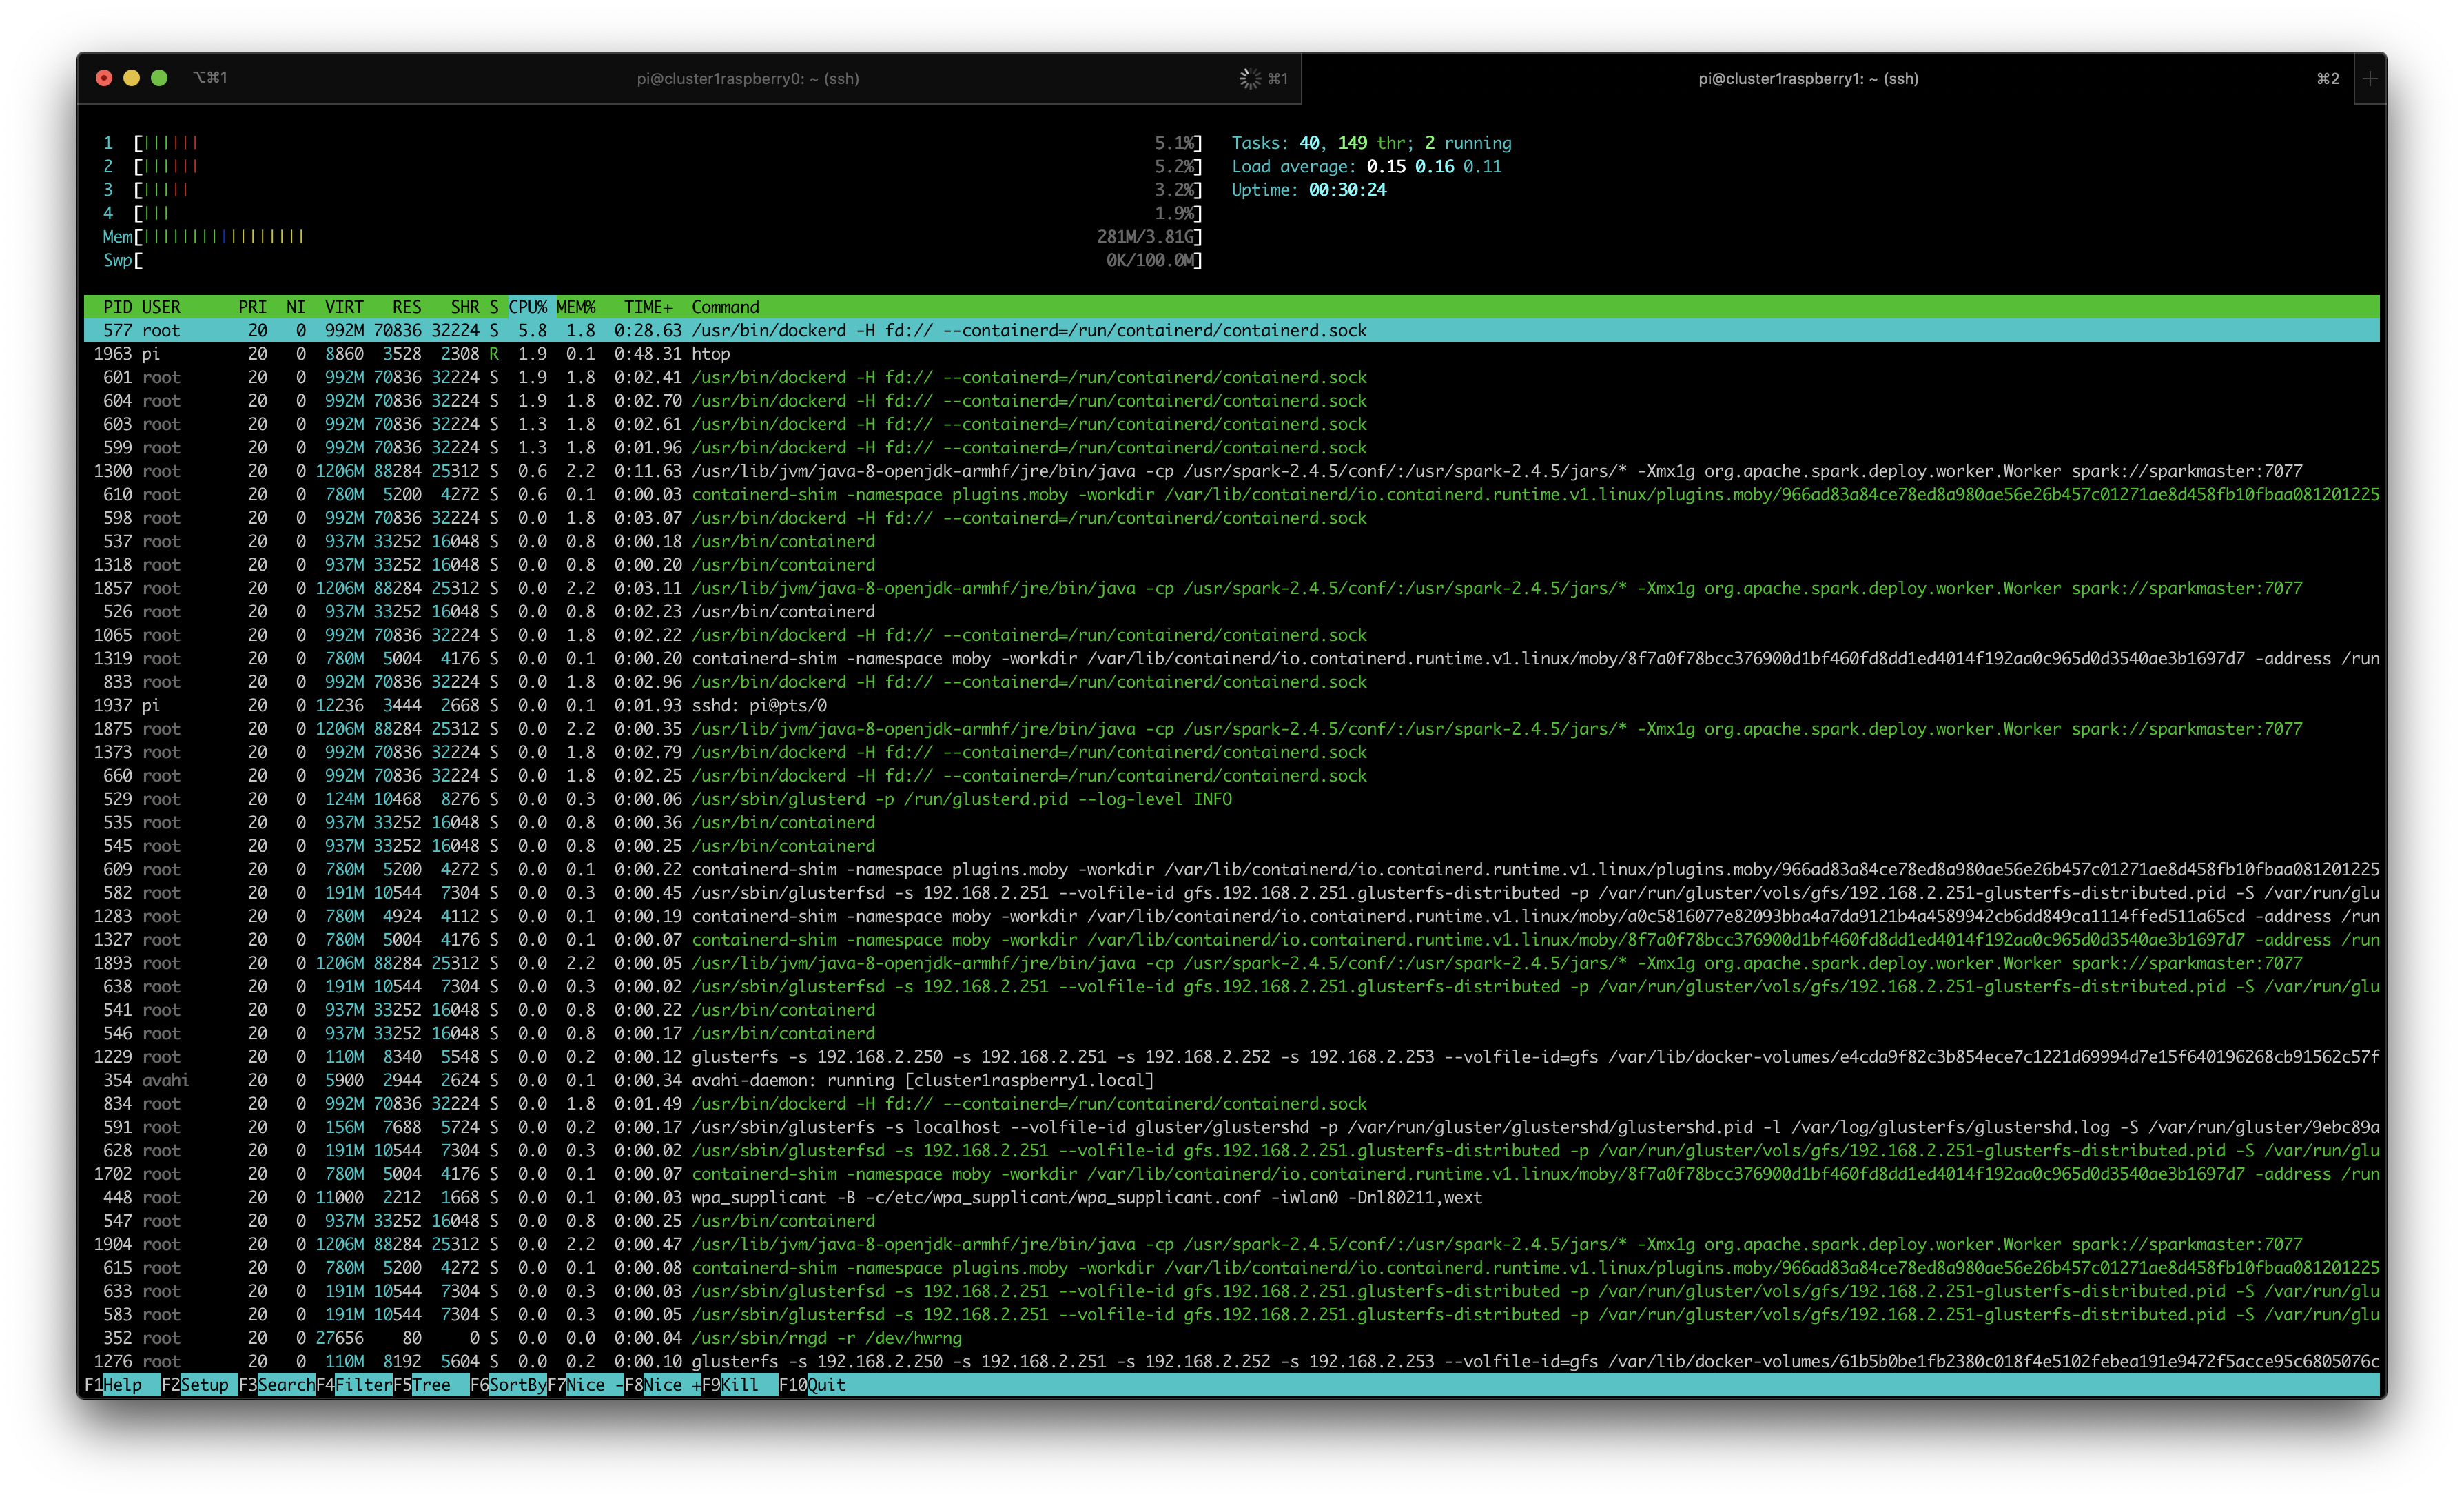 ⌥⌘1 pi@cluster1raspberry0: ~ (ssh) ⌘1 pi@cluster1raspberry1: ~ (ssh) ⌘2 +
1 [|||||| 5.1%] Tasks: 40, 149 thr; 2 running
2 [|||||| 5.2%] Load average: 0.15 0.16 0.11
3 [||||| 3.2%] Uptime: 00:30:24
4 [||| 1.9%]
Mem[||||||||||||||||| 281M/3.81G]
Swp[ 0K/100.0M]
PID USER PRI NI VIRT RES SHR S CPU% MEM% TIME+ Command
577 root 20 0 992M 70836 32224 S 5.8 1.8 0:28.63 /usr/bin/dockerd -H fd:// --containerd=/run/containerd/containerd.sock
1963 pi 20 0 8860 3528 2308 R 1.9 0.1 0:48.31 htop
601 root 20 0 992M 70836 32224 S 1.9 1.8 0:02.41 /usr/bin/dockerd -H fd:// --containerd=/run/containerd/containerd.sock
604 root 20 0 992M 70836 32224 S 1.9 1.8 0:02.70 /usr/bin/dockerd -H fd:// --containerd=/run/containerd/containerd.sock
603 root 20 0 992M 70836 32224 S 1.3 1.8 0:02.61 /usr/bin/dockerd -H fd:// --containerd=/run/containerd/containerd.sock
599 root 20 0 992M 70836 32224 S 1.3 1.8 0:01.96 /usr/bin/dockerd -H fd:// --containerd=/run/containerd/containerd.sock
1300 root 20 0 1206M 88284 25312 S 0.6 2.2 0:11.63 /usr/lib/jvm/java-8-openjdk-armhf/jre/bin/java -cp /usr/spark-2.4.5/conf/:/usr/spark-2.4.5/jars/* -Xmx1g org.apache.spark.deploy.worker.Worker spark://sparkmaster:7077
610 root 20 0 780M 5200 4272 S 0.6 0.1 0:00.03 containerd-shim -namespace plugins.moby -workdir /var/lib/containerd/io.containerd.runtime.v1.linux/plugins.moby/966ad83a84ce78ed8a980ae56e26b457c01271ae8d458fb10fbaa081201225
598 root 20 0 992M 70836 32224 S 0.0 1.8 0:03.07 /usr/bin/dockerd -H fd:// --containerd=/run/containerd/containerd.sock
537 root 20 0 937M 33252 16048 S 0.0 0.8 0:00.18 /usr/bin/containerd
1318 root 20 0 937M 33252 16048 S 0.0 0.8 0:00.20 /usr/bin/containerd
1857 root 20 0 1206M 88284 25312 S 0.0 2.2 0:03.11 /usr/lib/jvm/java-8-openjdk-armhf/jre/bin/java -cp /usr/spark-2.4.5/conf/:/usr/spark-2.4.5/jars/* -Xmx1g org.apache.spark.deploy.worker.Worker spark://sparkmaster:7077
526 root 20 0 937M 33252 16048 S 0.0 0.8 0:02.23 /usr/bin/containerd
1065 root 20 0 992M 70836 32224 S 0.0 1.8 0:02.22 /usr/bin/dockerd -H fd:// --containerd=/run/containerd/containerd.sock
1319 root 20 0 780M 5004 4176 S 0.0 0.1 0:00.20 containerd-shim -namespace moby -workdir /var/lib/containerd/io.containerd.runtime.v1.linux/moby/8f7a0f78bcc376900d1bf460fd8dd1ed4014f192aa0c965d0d3540ae3b1697d7 -address /run
833 root 20 0 992M 70836 32224 S 0.0 1.8 0:02.96 /usr/bin/dockerd -H fd:// --containerd=/run/containerd/containerd.sock
1937 pi 20 0 12236 3444 2668 S 0.0 0.1 0:01.93 sshd: pi@pts/0
1875 root 20 0 1206M 88284 25312 S 0.0 2.2 0:00.35 /usr/lib/jvm/java-8-openjdk-armhf/jre/bin/java -cp /usr/spark-2.4.5/conf/:/usr/spark-2.4.5/jars/* -Xmx1g org.apache.spark.deploy.worker.Worker spark://sparkmaster:7077
1373 root 20 0 992M 70836 32224 S 0.0 1.8 0:02.79 /usr/bin/dockerd -H fd:// --containerd=/run/containerd/containerd.sock
660 root 20 0 992M 70836 32224 S 0.0 1.8 0:02.25 /usr/bin/dockerd -H fd:// --containerd=/run/containerd/containerd.sock
529 root 20 0 124M 10468 8276 S 0.0 0.3 0:00.06 /usr/sbin/glusterd -p /run/glusterd.pid --log-level INFO
535 root 20 0 937M 33252 16048 S 0.0 0.8 0:00.36 /usr/bin/containerd
545 root 20 0 937M 33252 16048 S 0.0 0.8 0:00.25 /usr/bin/containerd
609 root 20 0 780M 5200 4272 S 0.0 0.1 0:00.22 containerd-shim -namespace plugins.moby -workdir /var/lib/containerd/io.containerd.runtime.v1.linux/plugins.moby/966ad83a84ce78ed8a980ae56e26b457c01271ae8d458fb10fbaa081201225
582 root 20 0 191M 10544 7304 S 0.0 0.3 0:00.45 /usr/sbin/glusterfsd -s 192.168.2.251 --volfile-id gfs.192.168.2.251.glusterfs-distributed -p /var/run/gluster/vols/gfs/192.168.2.251-glusterfs-distributed.pid -S /var/run/glu
1283 root 20 0 780M 4924 4112 S 0.0 0.1 0:00.19 containerd-shim -namespace moby -workdir /var/lib/containerd/io.containerd.runtime.v1.linux/moby/a0c5816077e82093bba4a7da9121b4a4589942cb6dd849ca1114ffed511a65cd -address /run
1327 root 20 0 780M 5004 4176 S 0.0 0.1 0:00.07 containerd-shim -namespace moby -workdir /var/lib/containerd/io.containerd.runtime.v1.linux/moby/8f7a0f78bcc376900d1bf460fd8dd1ed4014f192aa0c965d0d3540ae3b1697d7 -address /run
1893 root 20 0 1206M 88284 25312 S 0.0 2.2 0:00.05 /usr/lib/jvm/java-8-openjdk-armhf/jre/bin/java -cp /usr/spark-2.4.5/conf/:/usr/spark-2.4.5/jars/* -Xmx1g org.apache.spark.deploy.worker.Worker spark://sparkmaster:7077
638 root 20 0 191M 10544 7304 S 0.0 0.3 0:00.02 /usr/sbin/glusterfsd -s 192.168.2.251 --volfile-id gfs.192.168.2.251.glusterfs-distributed -p /var/run/gluster/vols/gfs/192.168.2.251-glusterfs-distributed.pid -S /var/run/glu
541 root 20 0 937M 33252 16048 S 0.0 0.8 0:00.22 /usr/bin/containerd
546 root 20 0 937M 33252 16048 S 0.0 0.8 0:00.17 /usr/bin/containerd
1229 root 20 0 110M 8340 5548 S 0.0 0.2 0:00.12 glusterfs -s 192.168.2.250 -s 192.168.2.251 -s 192.168.2.252 -s 192.168.2.253 --volfile-id=gfs /var/lib/docker-volumes/e4cda9f82c3b854ece7c1221d69994d7e15f640196268cb91562c57f
354 avahi 20 0 5900 2944 2624 S 0.0 0.1 0:00.34 avahi-daemon: running [cluster1raspberry1.local]
834 root 20 0 992M 70836 32224 S 0.0 1.8 0:01.49 /usr/bin/dockerd -H fd:// --containerd=/run/containerd/containerd.sock
591 root 20 0 156M 7688 5724 S 0.0 0.2 0:00.17 /usr/sbin/glusterfs -s localhost --volfile-id gluster/glustershd -p /var/run/gluster/glustershd/glustershd.pid -l /var/log/glusterfs/glustershd.log -S /var/run/gluster/9ebc89a
628 root 20 0 191M 10544 7304 S 0.0 0.3 0:00.02 /usr/sbin/glusterfsd -s 192.168.2.251 --volfile-id gfs.192.168.2.251.glusterfs-distributed -p /var/run/gluster/vols/gfs/192.168.2.251-glusterfs-distributed.pid -S /var/run/glu
1702 root 20 0 780M 5004 4176 S 0.0 0.1 0:00.07 containerd-shim -namespace moby -workdir /var/lib/containerd/io.containerd.runtime.v1.linux/moby/8f7a0f78bcc376900d1bf460fd8dd1ed4014f192aa0c965d0d3540ae3b1697d7 -address /run
448 root 20 0 11000 2212 1668 S 0.0 0.1 0:00.03 wpa_supplicant -B -c/etc/wpa_supplicant/wpa_supplicant.conf -iwlan0 -Dnl80211,wext
547 root 20 0 937M 33252 16048 S 0.0 0.8 0:00.25 /usr/bin/containerd
1904 root 20 0 1206M 88284 25312 S 0.0 2.2 0:00.47 /usr/lib/jvm/java-8-openjdk-armhf/jre/bin/java -cp /usr/spark-2.4.5/conf/:/usr/spark-2.4.5/jars/* -Xmx1g org.apache.spark.deploy.worker.Worker spark://sparkmaster:7077
615 root 20 0 780M 5200 4272 S 0.0 0.1 0:00.08 containerd-shim -namespace plugins.moby -workdir /var/lib/containerd/io.containerd.runtime.v1.linux/plugins.moby/966ad83a84ce78ed8a980ae56e26b457c01271ae8d458fb10fbaa081201225
633 root 20 0 191M 10544 7304 S 0.0 0.3 0:00.03 /usr/sbin/glusterfsd -s 192.168.2.251 --volfile-id gfs.192.168.2.251.glusterfs-distributed -p /var/run/gluster/vols/gfs/192.168.2.251-glusterfs-distributed.pid -S /var/run/glu
583 root 20 0 191M 10544 7304 S 0.0 0.3 0:00.05 /usr/sbin/glusterfsd -s 192.168.2.251 --volfile-id gfs.192.168.2.251.glusterfs-distributed -p /var/run/gluster/vols/gfs/192.168.2.251-glusterfs-distributed.pid -S /var/run/glu
352 root 20 0 27656 80 0 S 0.0 0.0 0:00.04 /usr/sbin/rngd -r /dev/hwrng
1276 root 20 0 110M 8192 5604 S 0.0 0.2 0:00.10 glusterfs -s 192.168.2.250 -s 192.168.2.251 -s 192.168.2.252 -s 192.168.2.253 --volfile-id=gfs /var/lib/docker-volumes/61b5b0be1fb2380c018f4e5102febea191e9472f5acce95c6805076c
F1Help F2Setup F3SearchF4FilterF5Tree F6SortByF7Nice -F8Nice +F9Kill F10Quit